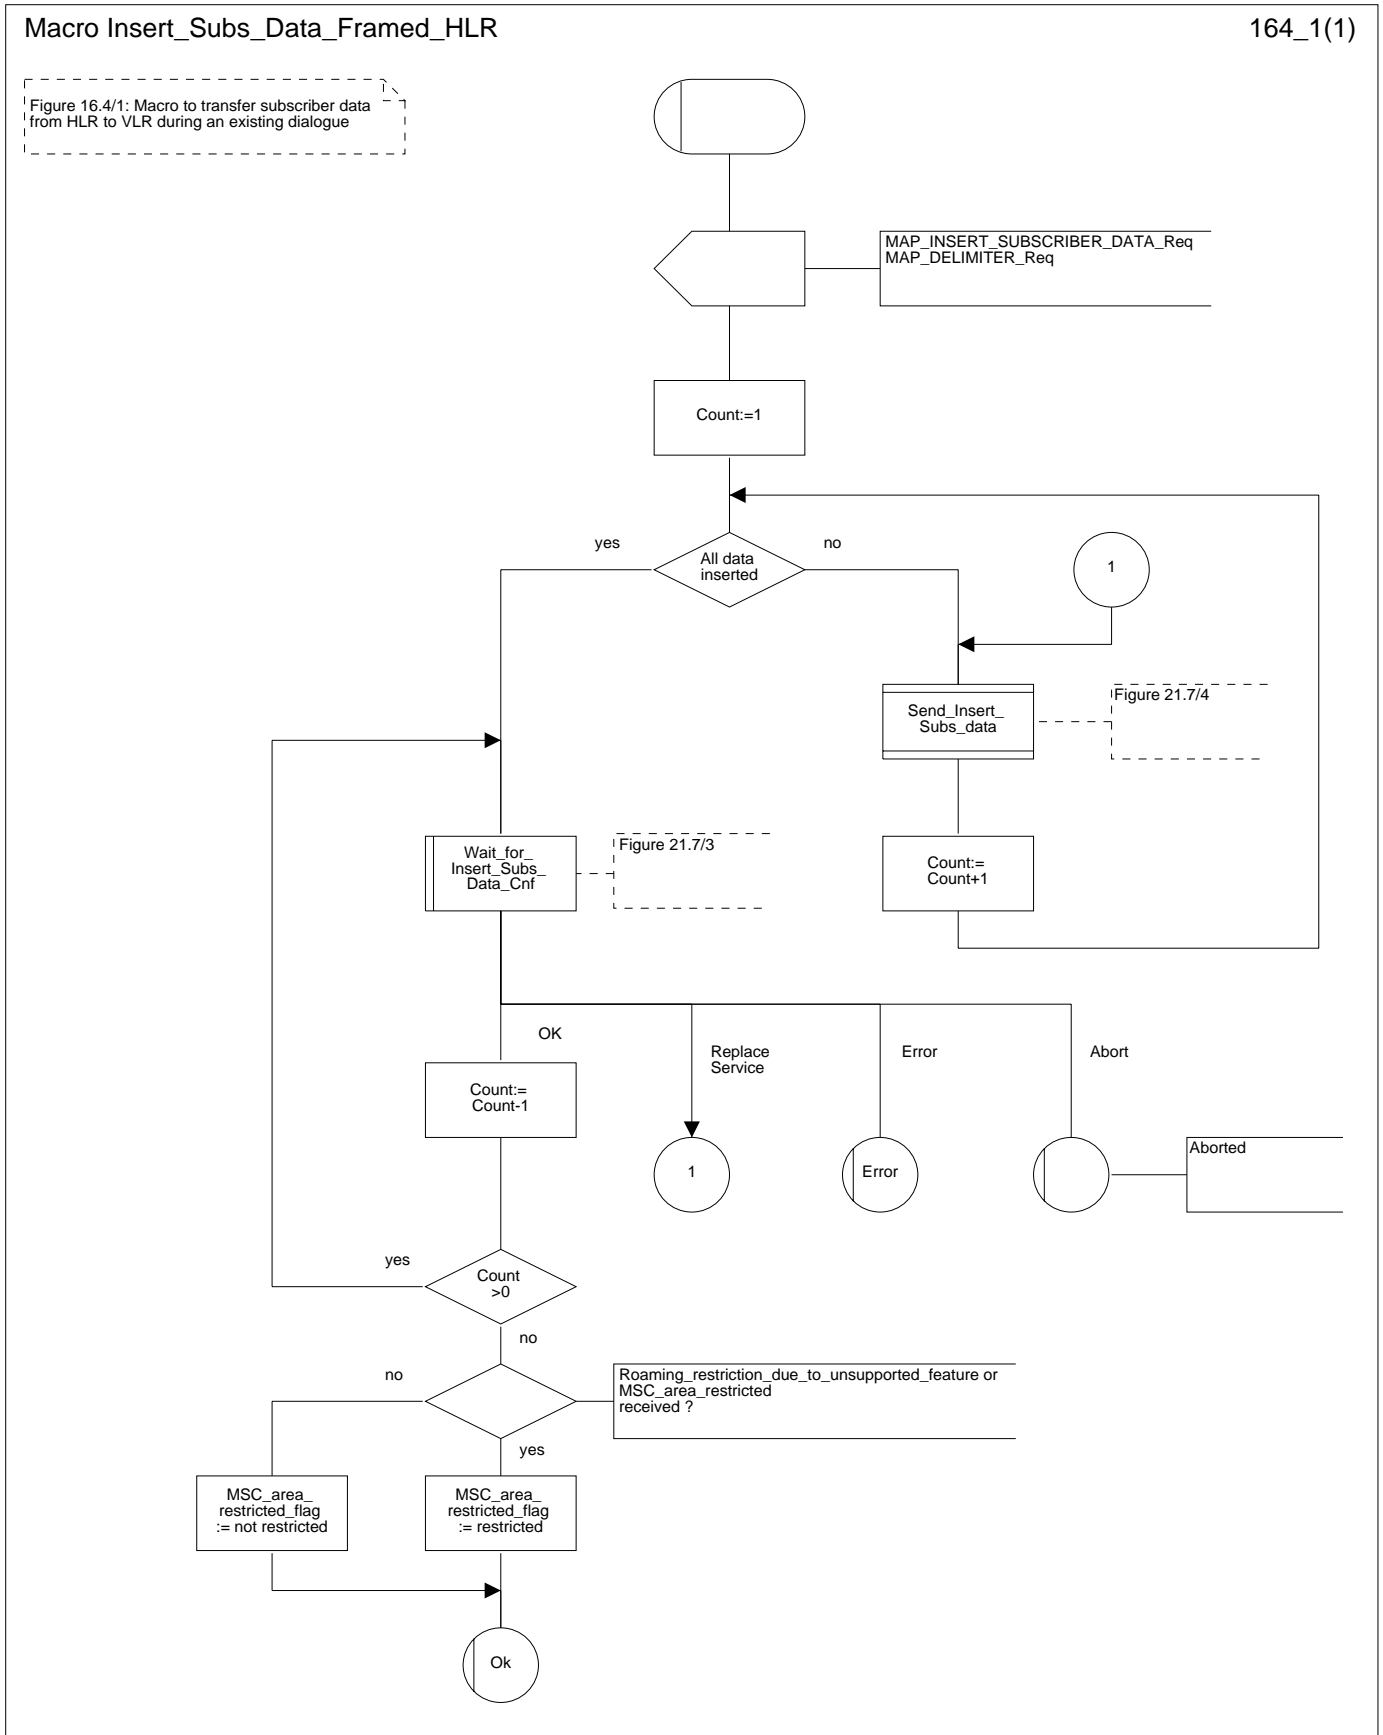 Macro Insert_Subs_Data_Framed_HLR
164_1(1)
Figure 16.4/1: Macro to transfer subscriber data
from HLR to VLR during an existing dialogue
MAP_INSERT_SUBSCRIBER_DATA_Req
MAP_DELIMITER_Req
Count:=1
yes
All data
inserted
no
1
Send_Insert_
Subs_data
Figure 21.7/4
Wait_for_
Insert_Subs_
Data_Cnf
Figure 21.7/3
Count:=
Count+1
OK
Replace
Service
Error
Abort
Count:=
Count-1
1
Error
Aborted
yes
Count
>0
no
no
Roaming_restriction_due_to_unsupported_feature or
MSC_area_restricted
received ?
yes
MSC_area_
restricted_flag
:= not restricted
MSC_area_
restricted_flag
:= restricted
Ok